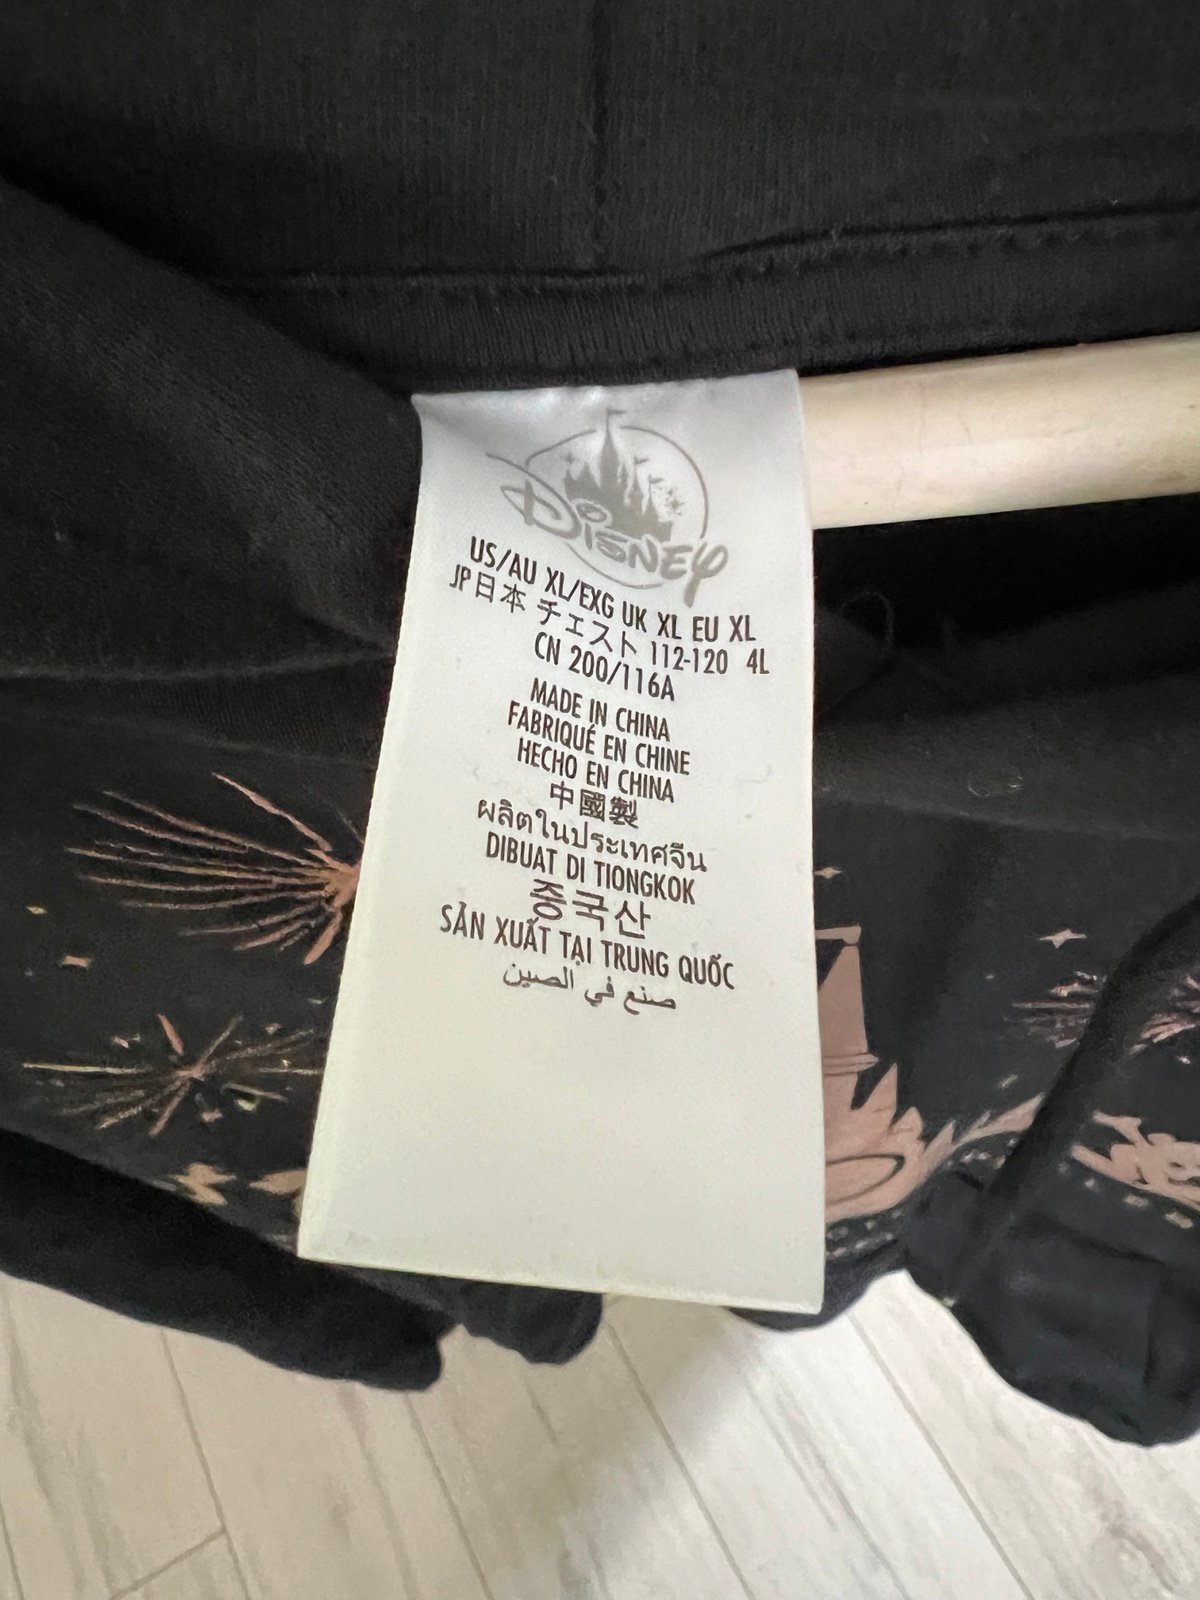 Disney
US/AU XL/EXG UK XL EU XL
JP日本 チェスト 112-120 4L
CN 200/116A
MADE IN CHINA
FABRIQUÉ EN CHINE
HECHO EN CHINA
中國製
ผลิตในประเทศจีน
DIBUAT DI TIONGKOK
중국산
SẢN XUẤT TẠI TRUNG QUỐC
صنع في الصين